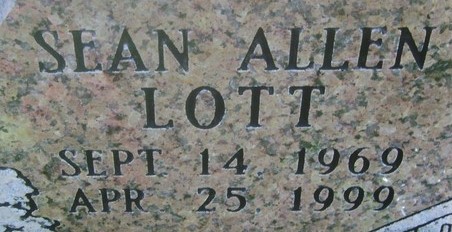 SEAN ALLEN
LOTT
SEPT 14, 1969
APR 25, 1999